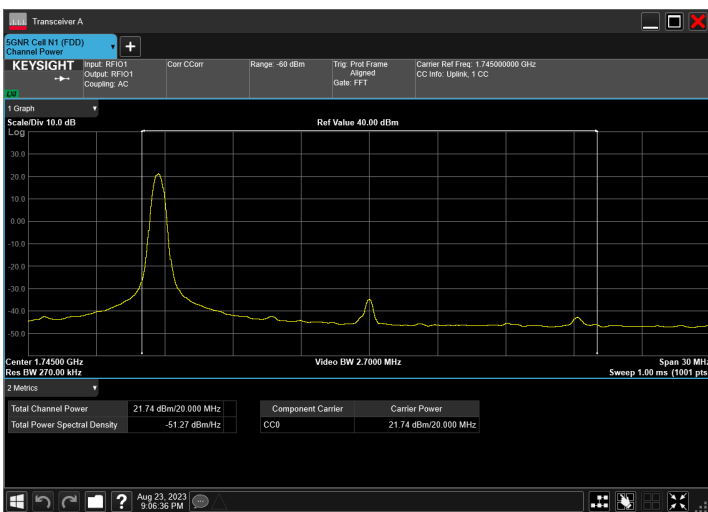 Transceiver A
5GNR Cell N1 (FDD)
Channel Power
KEYSIGHT
LXI
Input: RFIO1
Output: RFIO1
Coupling: AC
Corr CCorr
Range: -60 dBm
Trig: Prot Frame
Aligned
Gate: FFT
Carrier Ref Freq: 1.745000000 GHz
CC Info: Uplink, 1 CC
1 Graph
Scale/Div 10.0 dB
Ref Value 40.00 dBm
Log
30.0
20.0
10.0
0.00
-10.0
-20.0
-30.0
-40.0
-50.0
Center 1.74500 GHz
Video BW 2.7000 MHz
Span 30 MHz
Res BW 270.00 kHz
Sweep 1.00 ms (1001 pts)
2 Metrics
Total Channel Power 21.74 dBm/20.000 MHz
Total Power Spectral Density -51.27 dBm/Hz
Component Carrier Carrier Power
CC0 21.74 dBm/20.000 MHz
Aug 23, 2023
9:06:36 PM